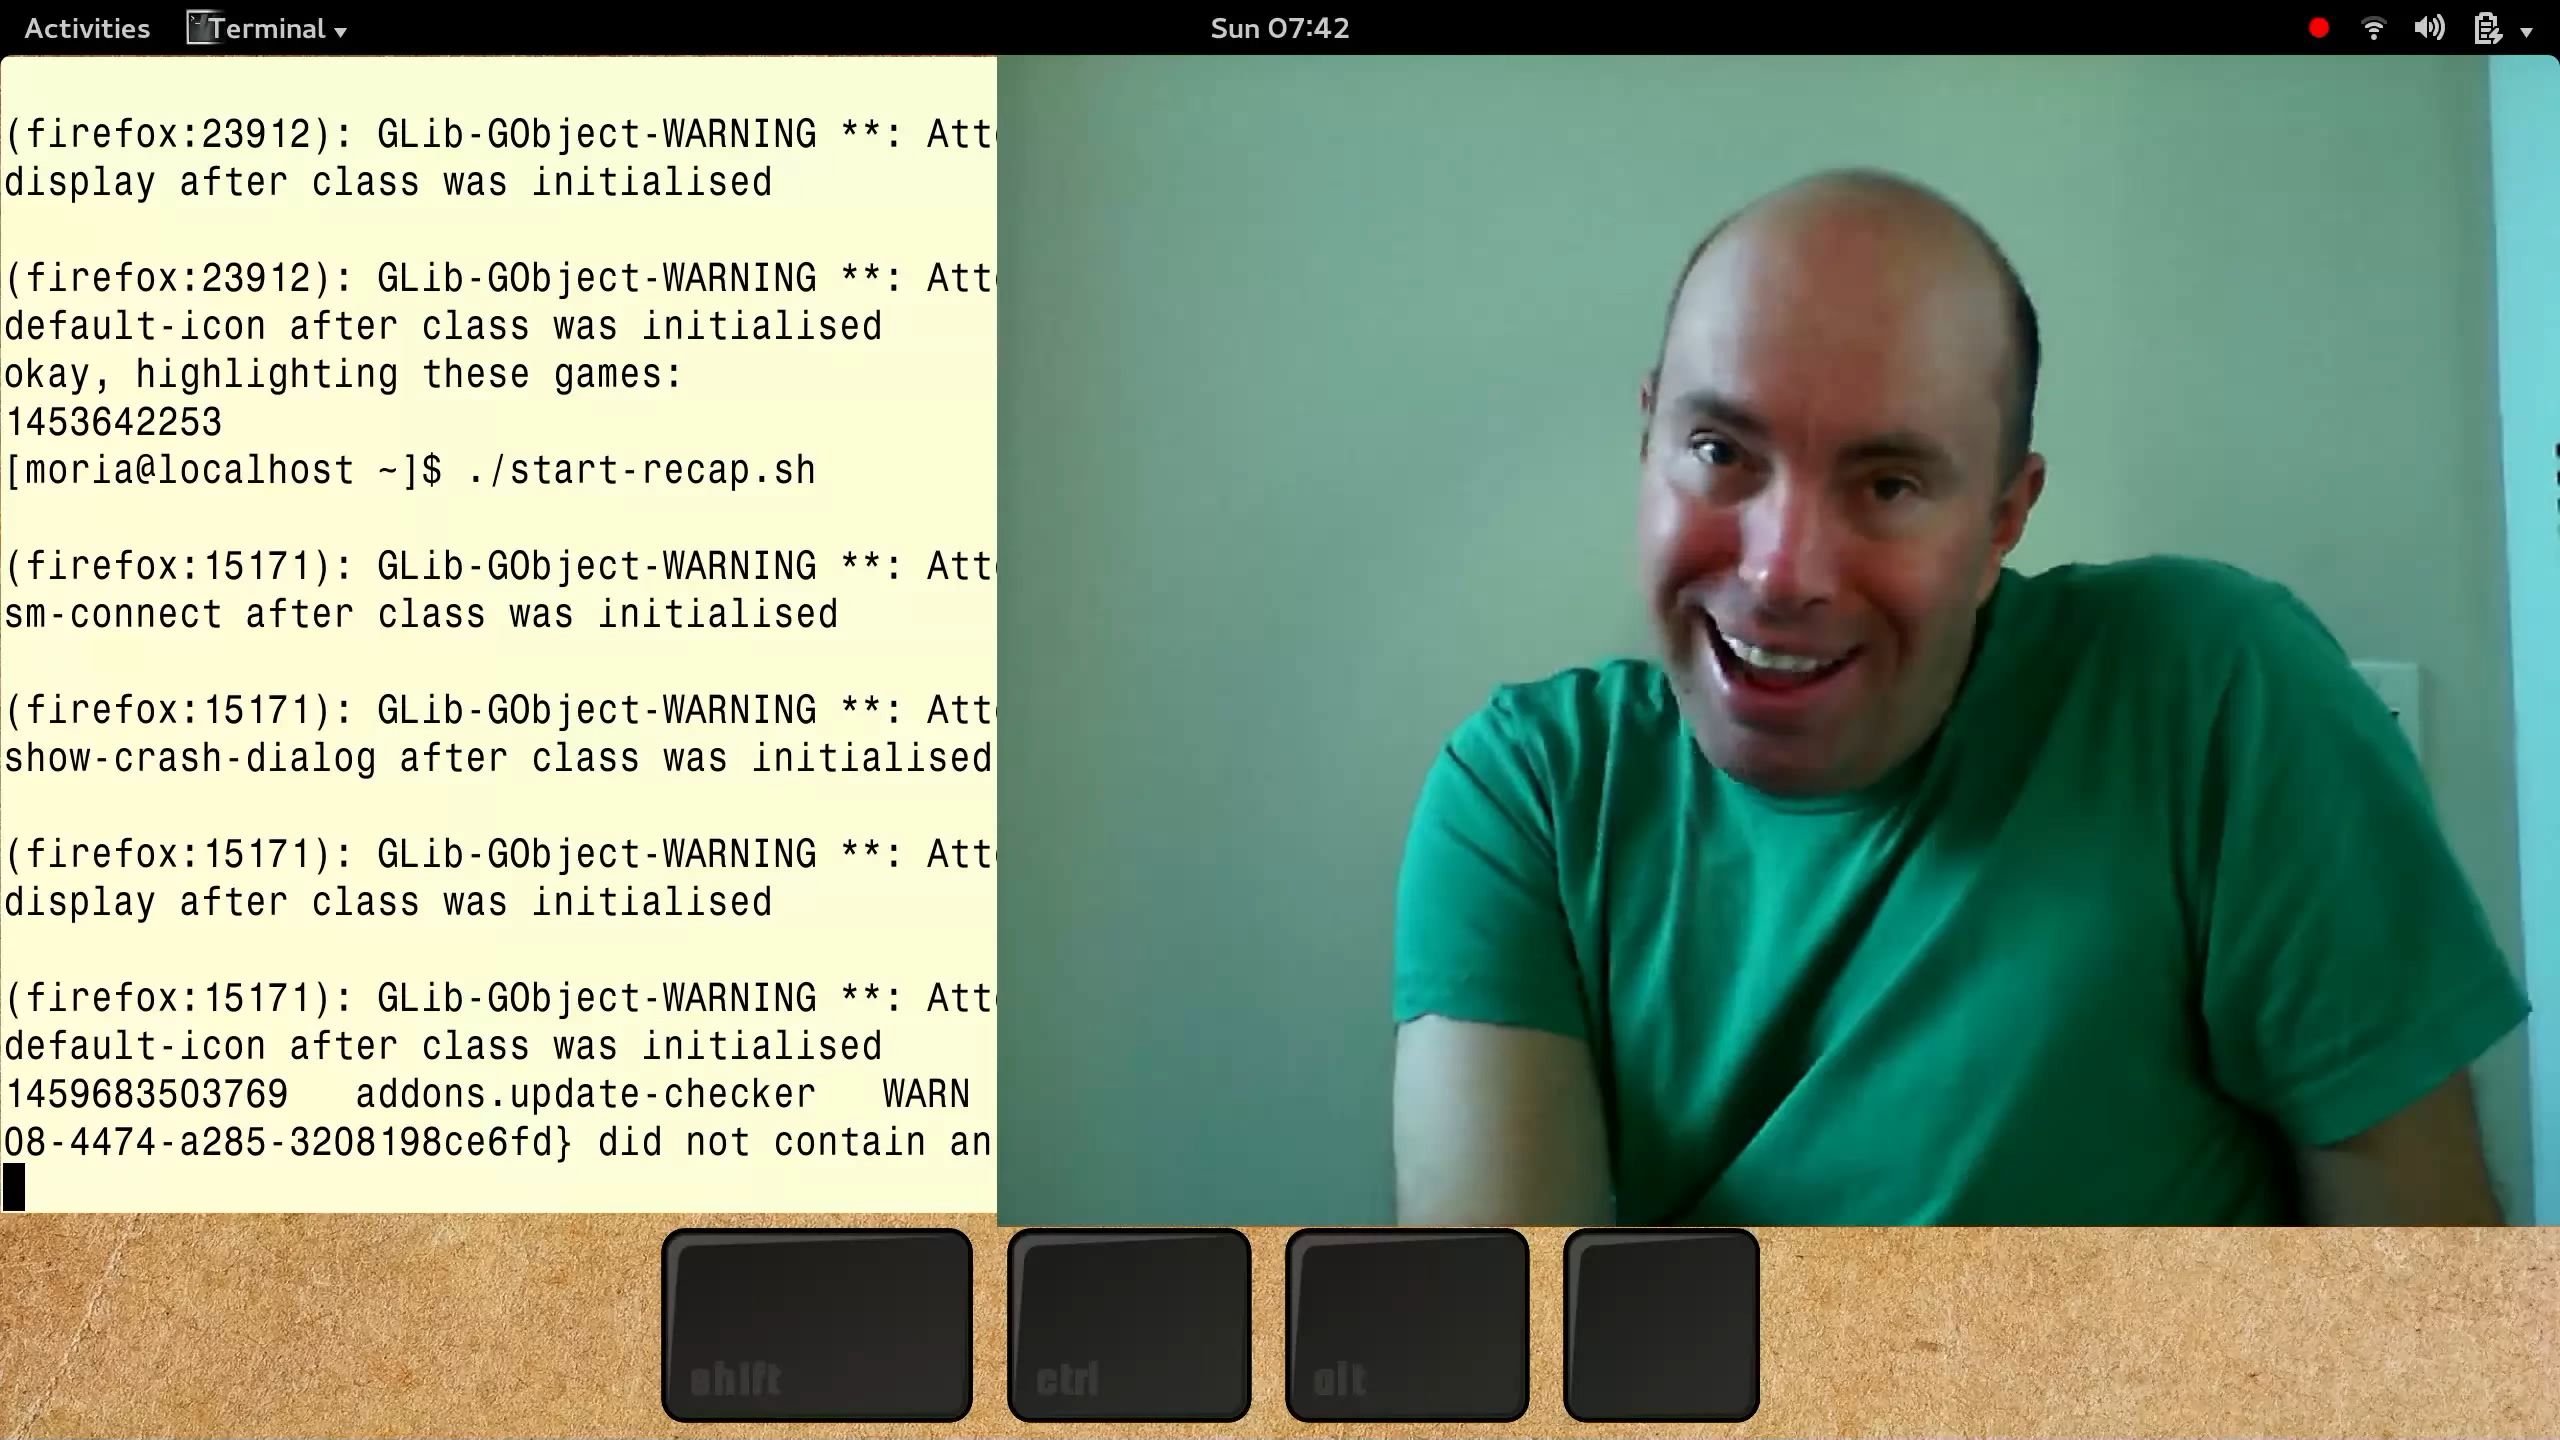 Activities Terminal Sun 07:42
(firefox:23912): GLib-GObject-WARNING **: Att
display after class was initialised
(firefox:23912): GLib-GObject-WARNING **: Att
default-icon after class was initialised
okay, highlighting these games:
1453642253
[moria@localhost ~]$ ./start-recap.sh
(firefox:15171): GLib-GObject-WARNING **: Att
sm-connect after class was initialised
(firefox:15171): GLib-GObject-WARNING **: Att
show-crash-dialog after class was initialised
(firefox:15171): GLib-GObject-WARNING **: Att
display after class was initialised
(firefox:15171): GLib-GObject-WARNING **: Att
default-icon after class was initialised
1459683503769 addons.update-checker WARN
08-4474-a285-3208198ce6fd} did not contain an
shift ctrl alt